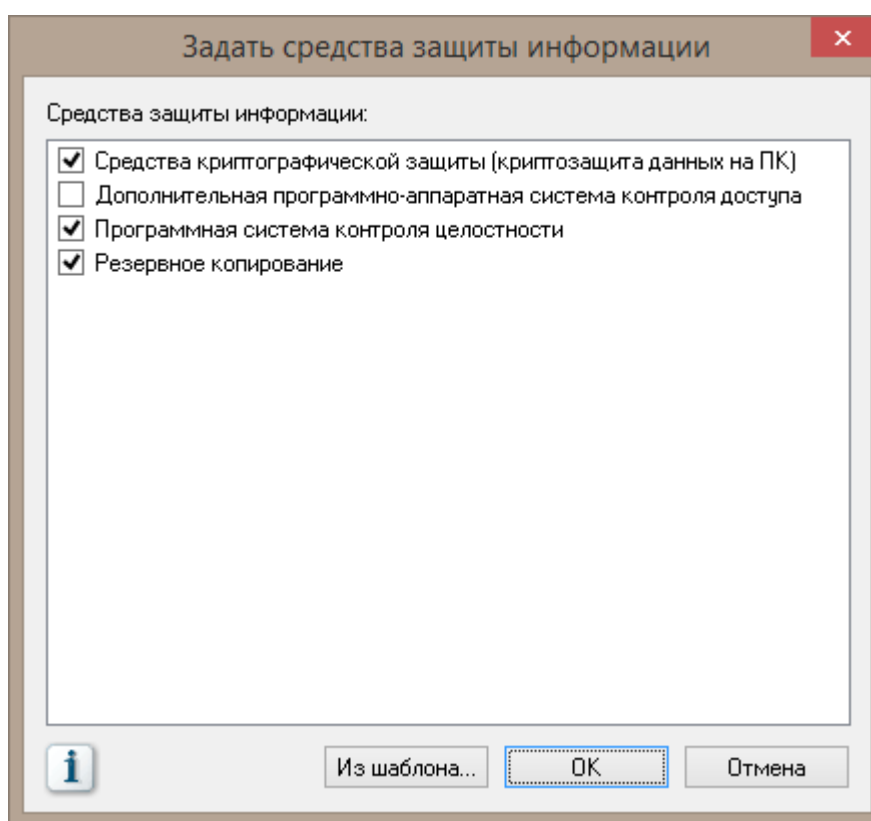 Задать средства защиты информации
Средства защиты информации:
Средства криптографической защиты (криптозащита данных на ПК)
Дополнительная программно-аппаратная система контроля доступа
Программная система контроля целостности
Резервное копирование
Из шаблона... OK Отмена